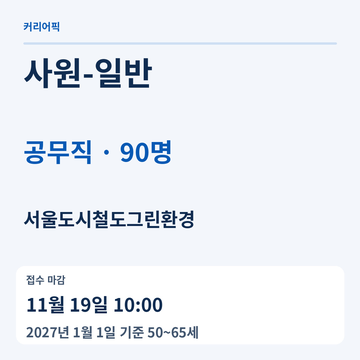 커리어픽
사원-일반
공무직 · 90명
서울도시철도그린환경
접수 마감
11월 19일 10:00
2027년 1월 1일 기준 50~65세